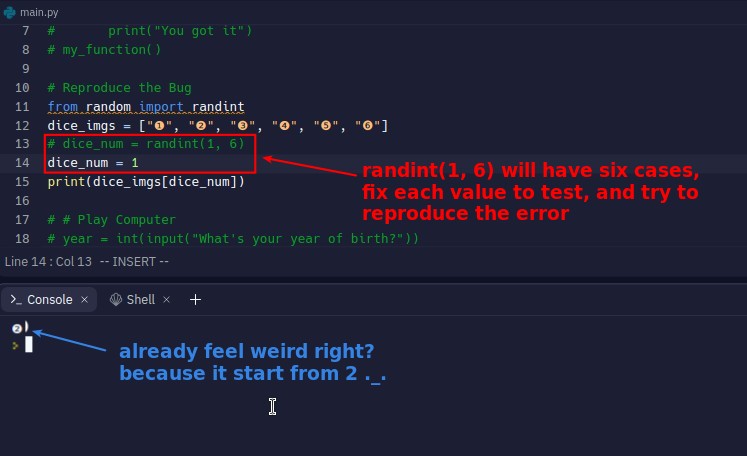 main.py
7 #       print("You got it")
8 # my_function()
9
10 # Reproduce the Bug
11 from random import randint
12 dice_imgs = ["❶", "❷", "❸", "❹", "❺", "❻"]
13 # dice_num = randint(1, 6)
14 dice_num = 1
15 print(dice_imgs[dice_num])
16
17 # # Play Computer
18 # year = int(input("What's your year of birth?"))
randint(1, 6) will have six cases,
fix each value to test, and try to
reproduce the error
Line 14 : Col 13 -- INSERT --
>_ Console × Shell × +
❷
>
already feel weird right?
because it start from 2 ._.